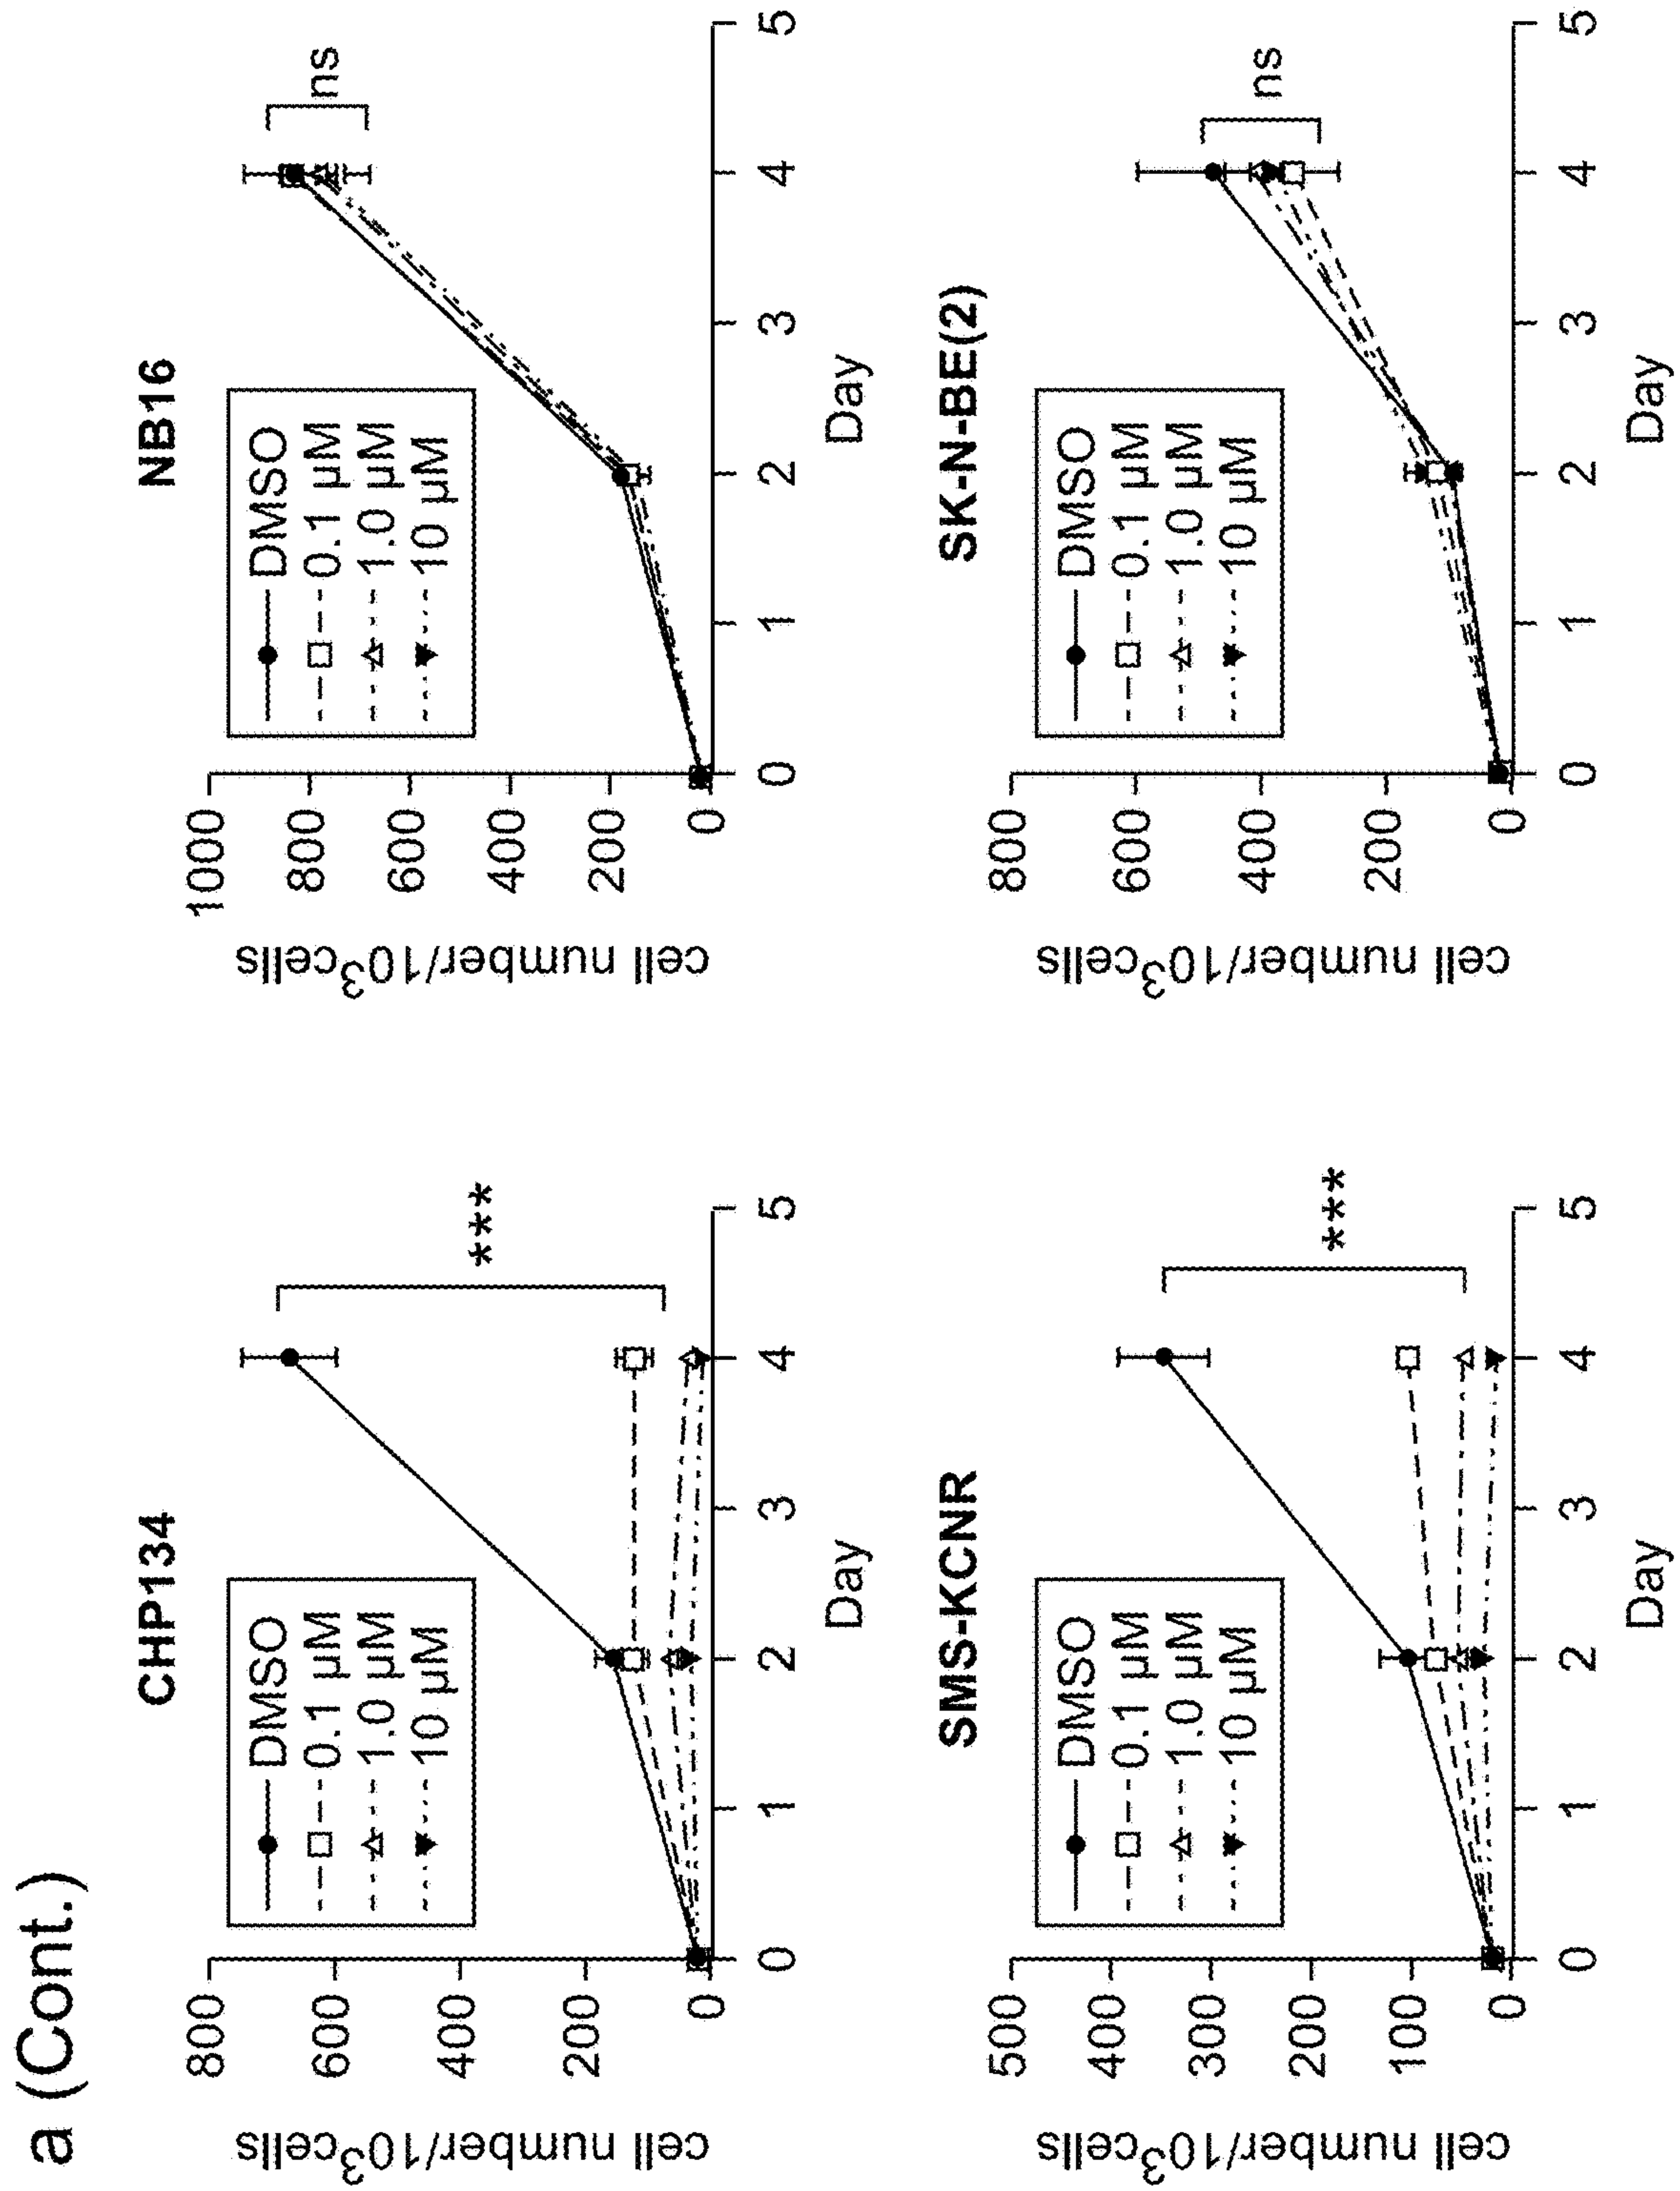 a (Cont.)
CHP134
cell number/10³cells
800
600
400
200
0
DMSO
0.1 µM
1.0 µM
10 µM
***
0 1 2 3 4 5
Day
NB16
cell number/10³cells
1000
800
600
400
200
0
DMSO
0.1 µM
1.0 µM
10 µM
ns
0 1 2 3 4 5
Day
SMS-KCNR
cell number/10³cells
500
400
300
200
100
0
DMSO
0.1 µM
1.0 µM
10 µM
***
0 1 2 3 4 5
Day
SK-N-BE(2)
cell number/10³cells
800
600
400
200
0
DMSO
0.1 µM
1.0 µM
10 µM
ns
0 1 2 3 4 5
Day